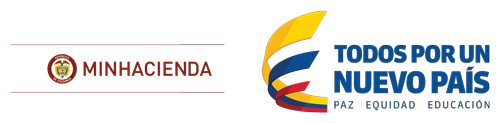 MINHACIENDA
TODOS POR UN
NUEVO PAÍS
PAZ EQUIDAD EDUCACIÓN